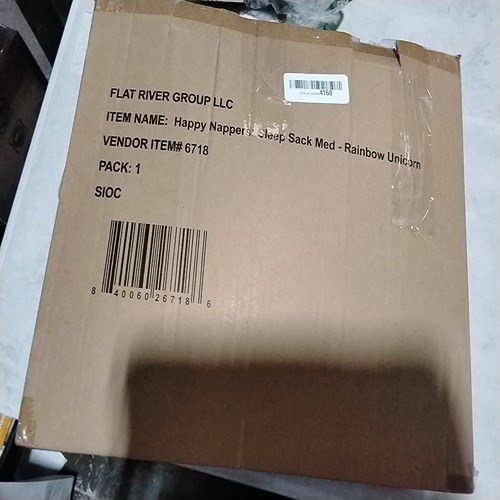 4160
FLAT RIVER GROUP LLC
ITEM NAME: Happy Nappers: Sleep Sack Med - Rainbow Unicorn
VENDOR ITEM# 6718
PACK: 1
SIOC
8 40060 26718 6